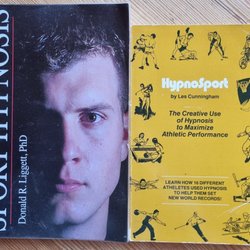 SPORT HYPNOSIS
Donald R. Liggett, PhD
HypnoSport
by Les Cunningham
The Creative Use
of Hypnosis
to Maximize
Athletic Performance
LEARN HOW 16 DIFFERENT
ATHELETES USED HYPNOSIS
TO HELP THEM SET
NEW WORLD RECORDS!